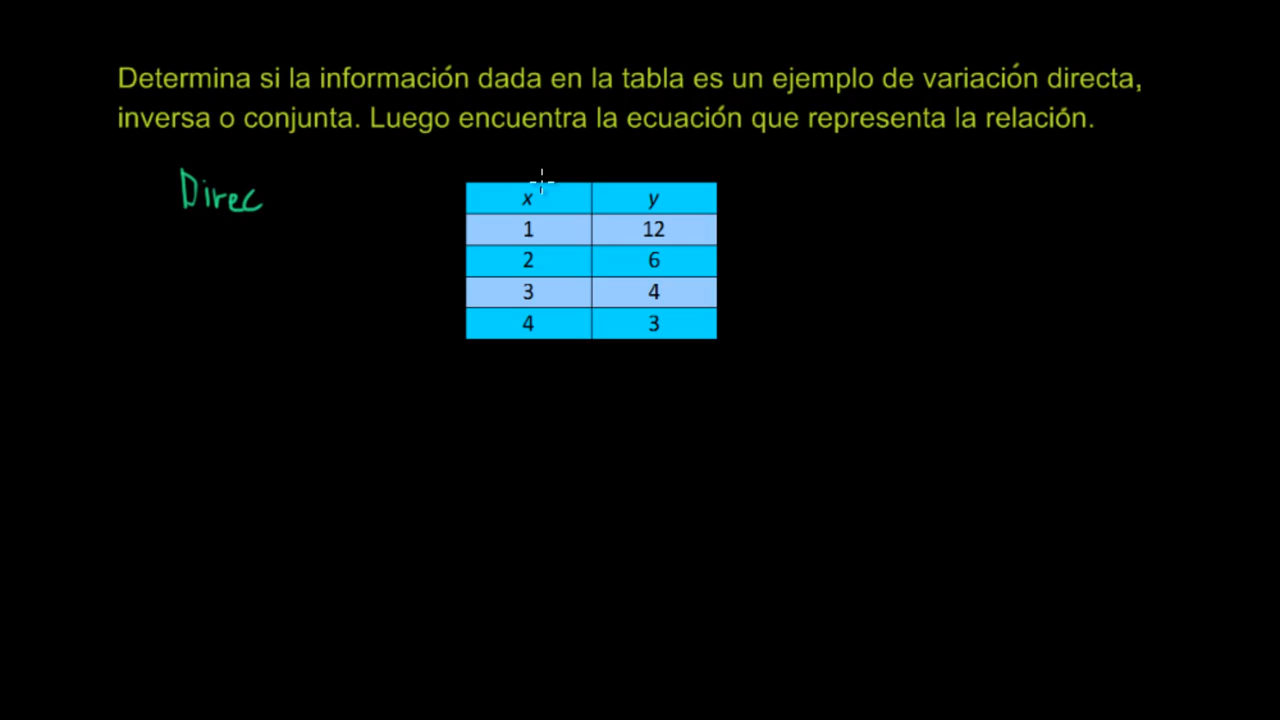 Determina si la información dada en la tabla es un ejemplo de variación directa,
inversa o conjunta. Luego encuentra la ecuación que representa la relación.
Direc
x y
1 12
2 6
3 4
4 3